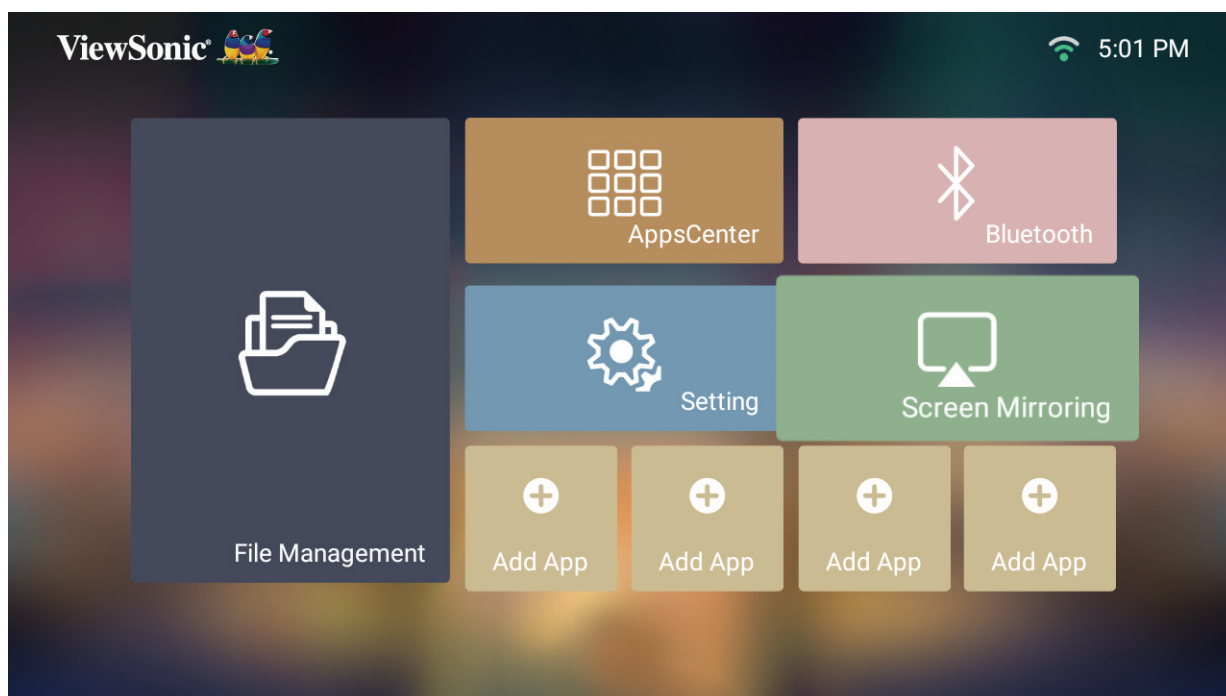 ViewSonic
5:01 PM
AppsCenter
Bluetooth
Setting
Screen Mirroring
File Management
Add App
Add App
Add App
Add App